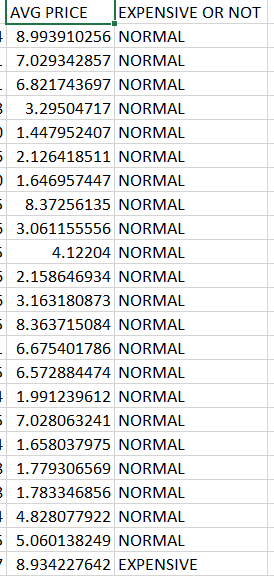 AVG PRICE EXPENSIVE OR NOT
8.993910256 NORMAL
7.029342857 NORMAL
6.821743697 NORMAL
3.29504717 NORMAL
1.447952407 NORMAL
2.126418511 NORMAL
1.646957447 NORMAL
8.37256135 NORMAL
3.061155556 NORMAL
4.12204 NORMAL
2.158646934 NORMAL
3.163180873 NORMAL
8.363715084 NORMAL
6.675401786 NORMAL
6.572884474 NORMAL
1.991239612 NORMAL
7.028063241 NORMAL
1.658037975 NORMAL
1.779306569 NORMAL
1.783346856 NORMAL
4.828077922 NORMAL
5.060138249 NORMAL
8.934227642 EXPENSIVE